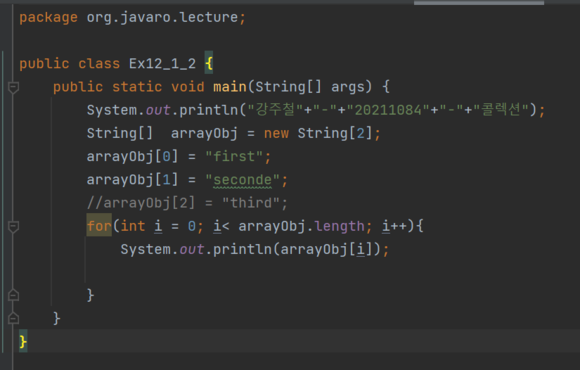 package org.javaro.lecture;
public class Ex12_1_2 {
public static void main(String[] args) {
System.out.println("강주철"+"-"+"20211084"+"-"+"콜렉션");
String[]  arrayObj = new String[2];
arrayObj[0] = "first";
arrayObj[1] = "seconde";
//arrayObj[2] = "third";
for(int i = 0; i< arrayObj.length; i++){
System.out.println(arrayObj[i]);
}
}
}